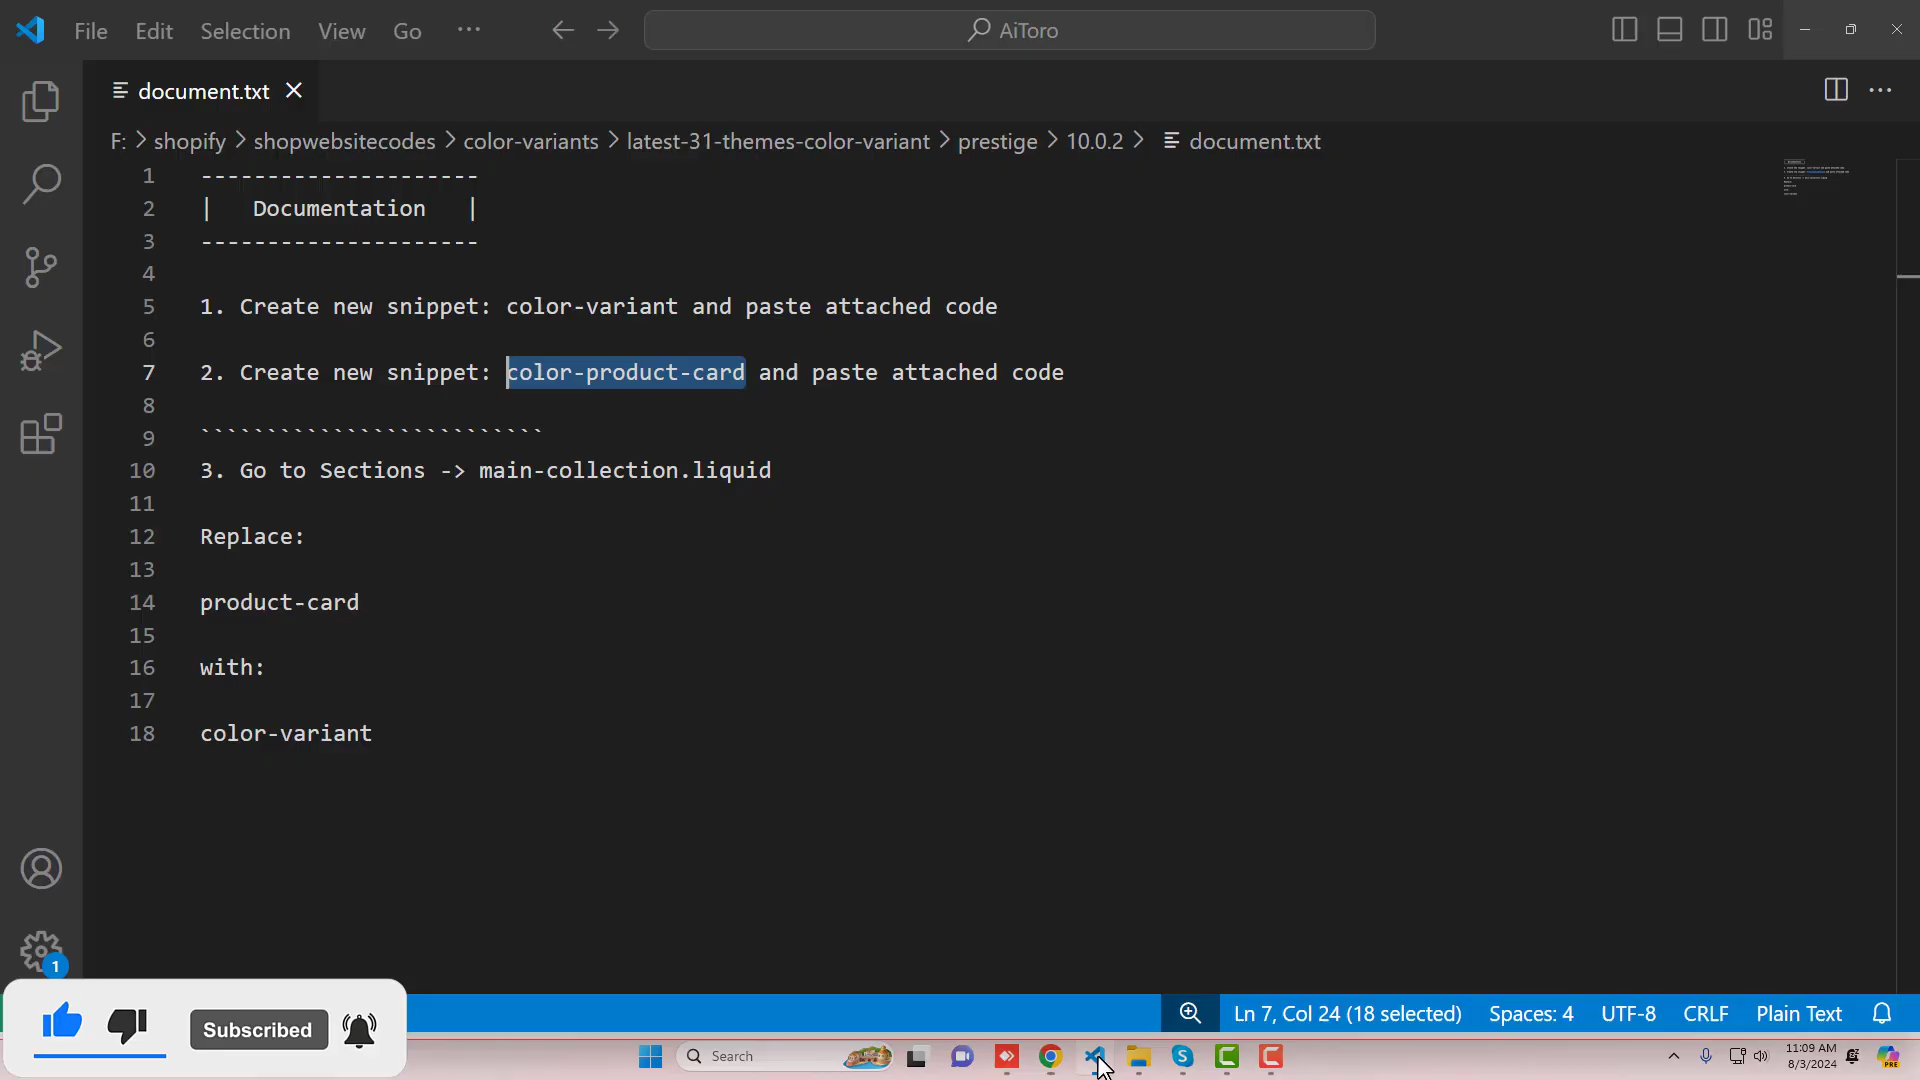 File Edit Selection View Go ··· AiToro
document.txt
F: > shopify > shopwebsitecodes > color-variants > latest-31-themes-color-variant > prestige > 10.0.2 > document.txt
1 ---------------------
2 |   Documentation   |
3 ---------------------
4
5 1. Create new snippet: color-variant and paste attached code
6
7 2. Create new snippet: color-product-card and paste attached code
8
9 ``````````````````````````
10 3. Go to Sections -> main-collection.liquid
11
12 Replace:
13
14 product-card
15
16 with:
17
18 color-variant
1
Subscribed
Ln 7, Col 24 (18 selected) Spaces: 4 UTF-8 CRLF Plain Text
Search
11:09 AM
8/3/2024
PRE